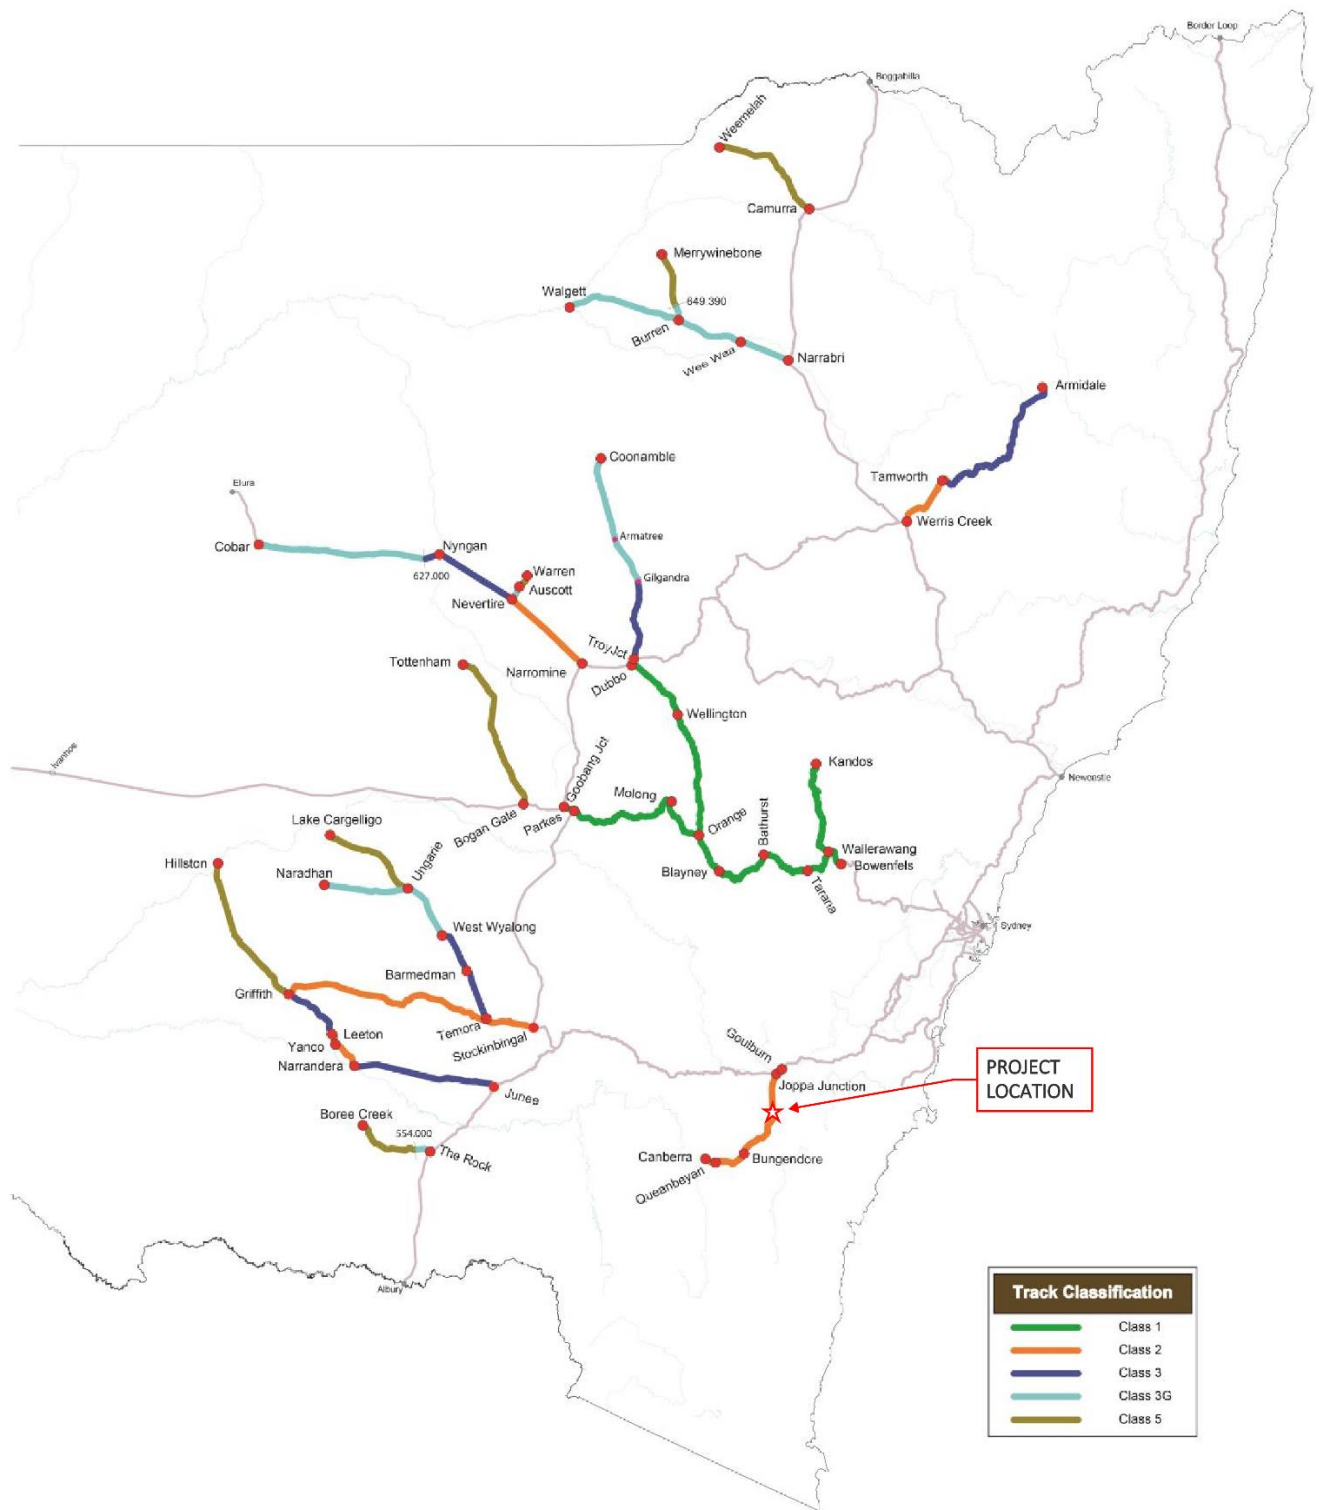 Border Loop
Boggabilla
Weemelah
Camurra
Merrywinebone
Walgett
649 390
Burren
Wee Waa
Narrabri
Armidale
Coonamble
Tamworth
Elura
Werris Creek
Cobar
Nyngan
Armatree
627.000
Warren
Gilgandra
Auscott
Nevertire
TroyJct
Tottenham
Narromine
Dubbo
Wellington
Ivanhoe
Goobang Jct
Kandos
Newcastle
Molong
Lake Cargelligo
Bogan Gate
Parkes
Orange
Bathurst
Hillston
Ungarie
Wallerawang
Naradhan
Blayney
Bowenfels
Tarana
West Wyalong
Sydney
Barmedman
Griffith
Temora
Leeton
Stockinbingal
Yanco
Goulburn
Narrandera
PROJECT
LOCATION
Joppa Junction
Junee
Boree Creek
554.000
The Rock
Canberra
Bungendore
Queanbeyan
Albury
Track Classification
Class 1
Class 2
Class 3
Class 3G
Class 5